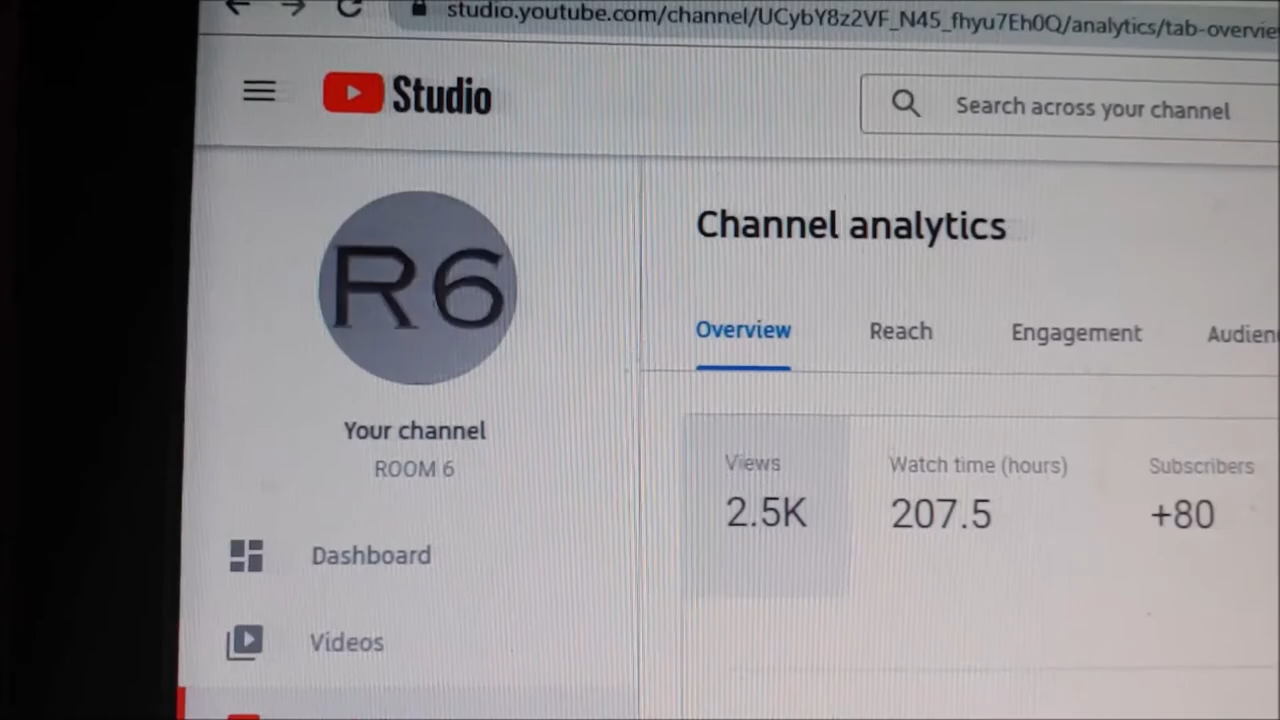 studio.youtube.com/channel/UCybY8z2VF_N45_fhyu7Eh0Q/analytics/tab-overvie
Studio
Search across your channel
R6
Channel analytics
Overview Reach Engagement Audien
Your channel
ROOM 6
Views Watch time (hours) Subscribers
2.5K 207.5 +80
Dashboard
Videos